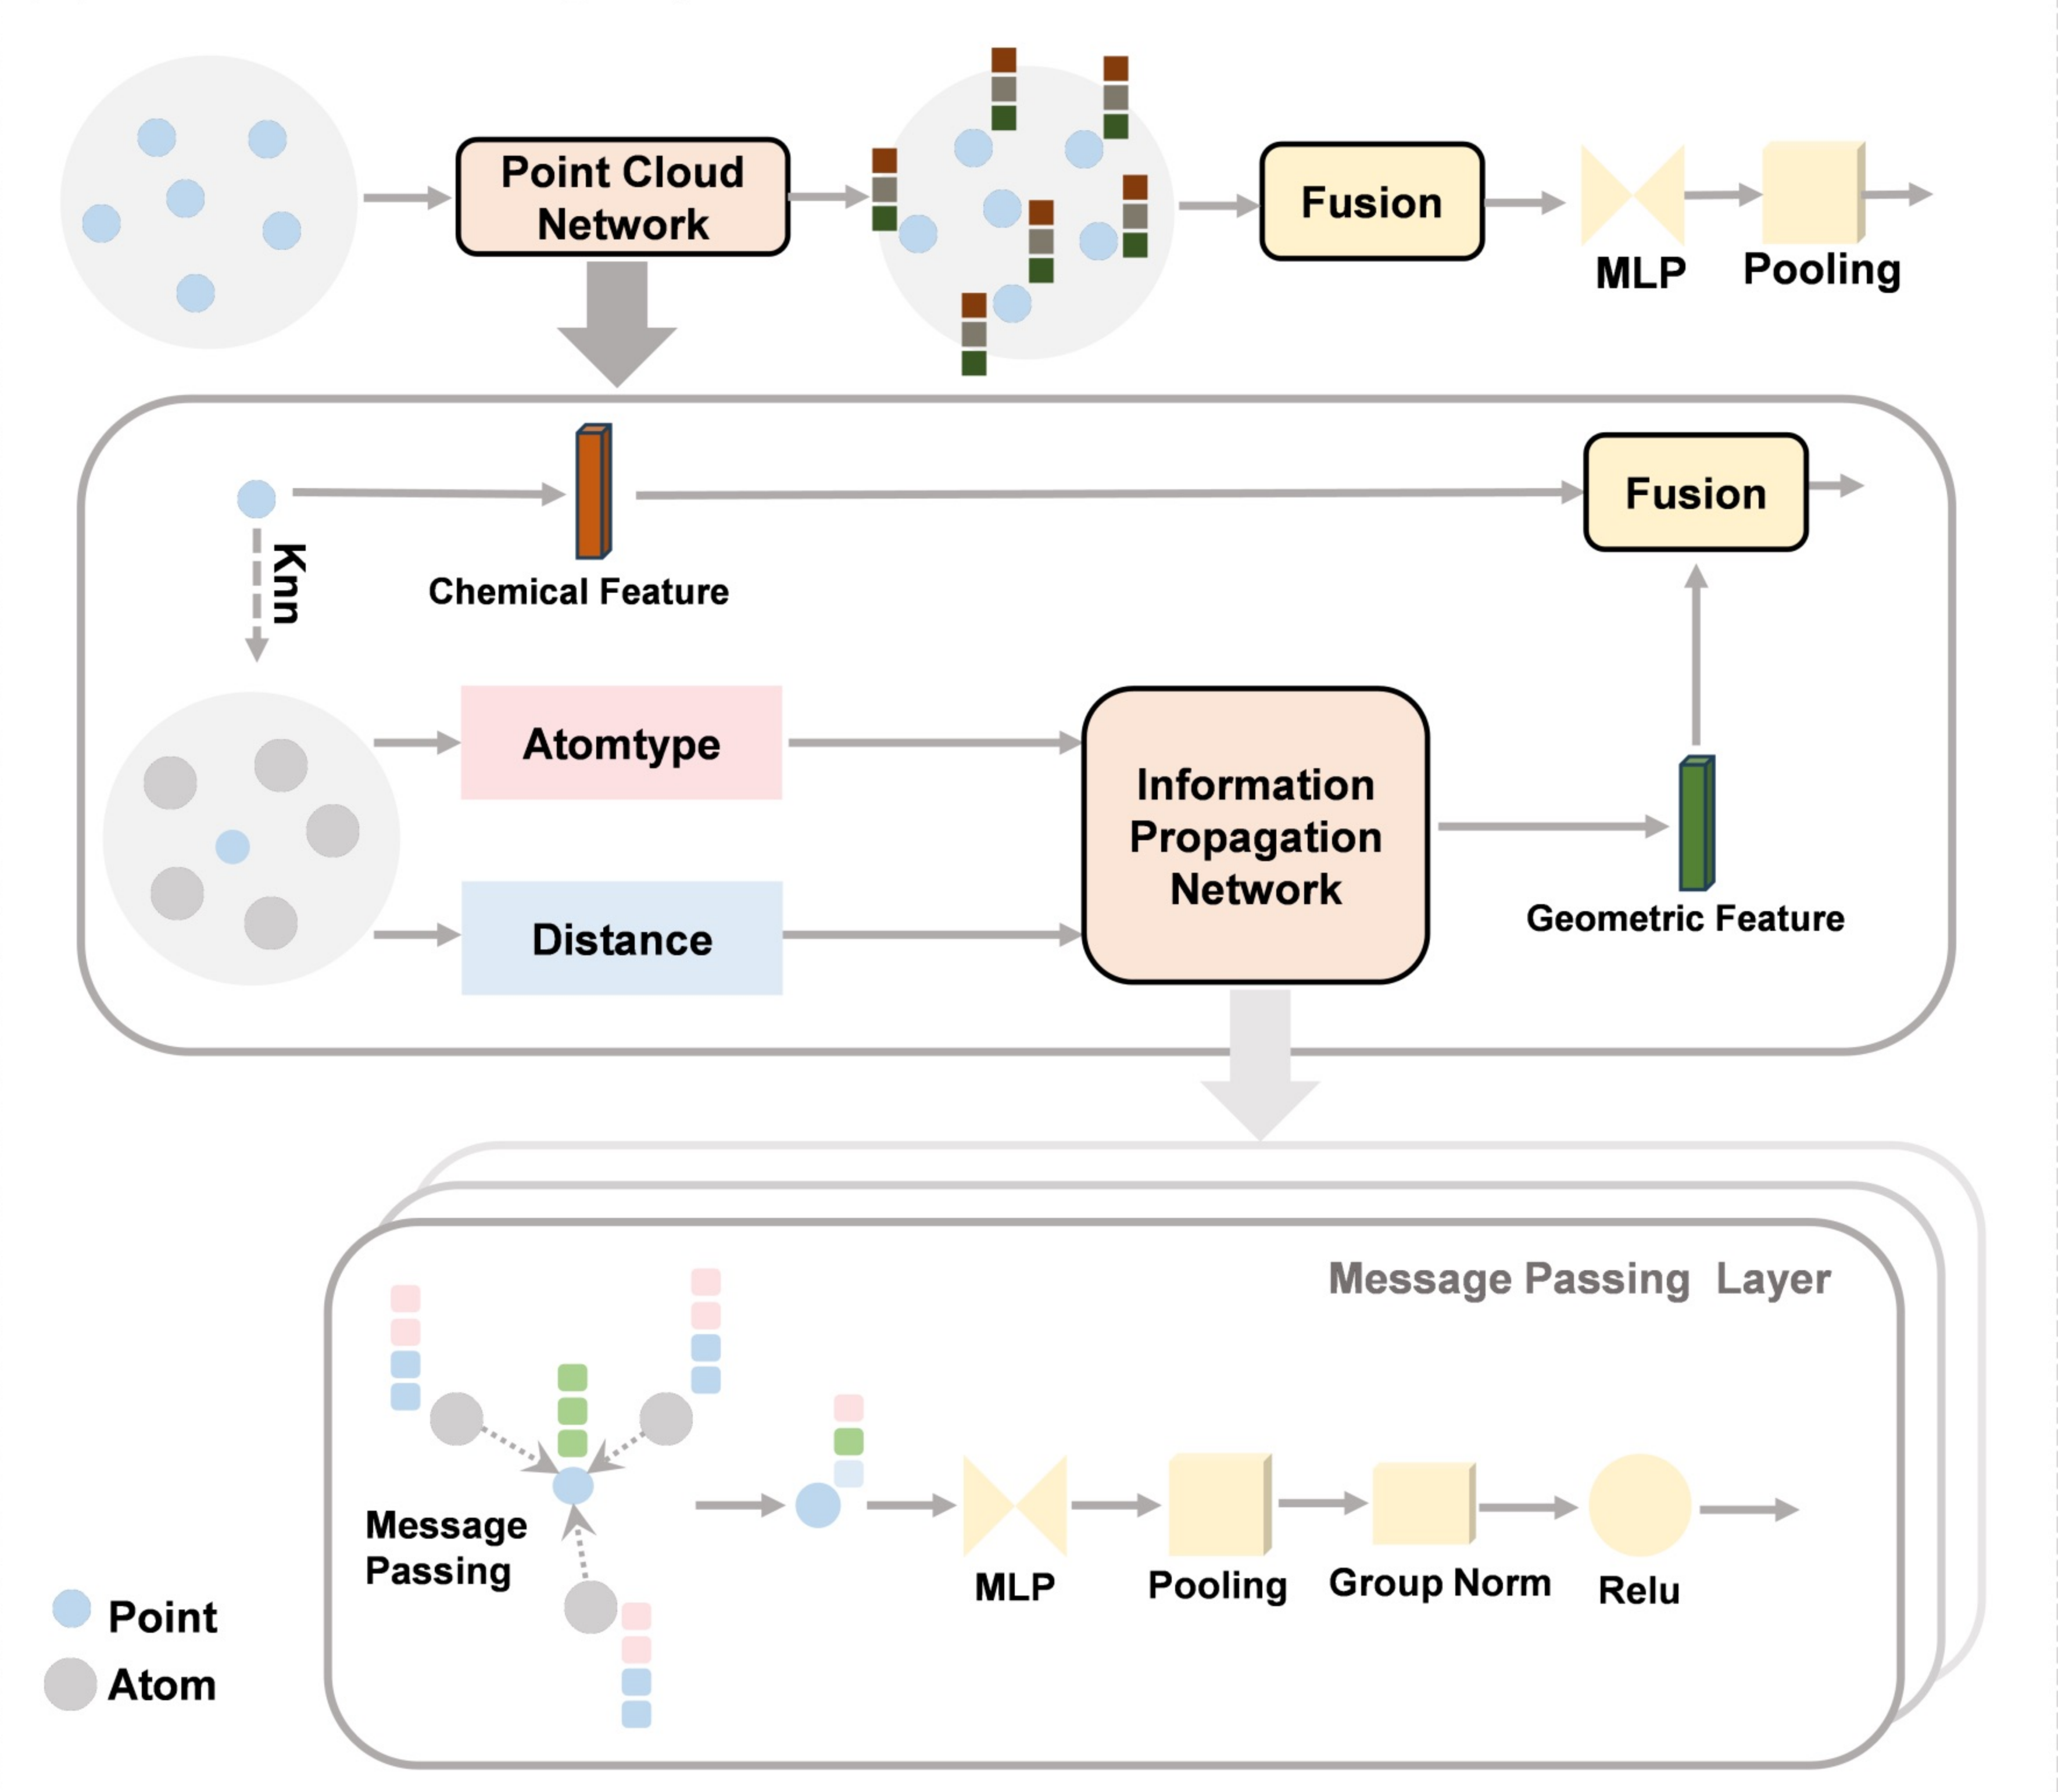 Point Cloud
Network
Fusion
MLP
Pooling
Fusion
Knn
Chemical Feature
Atomtype
Information
Propagation
Network
Distance
Geometric Feature
Message Passing Layer
Message
Passing
MLP
Pooling
Group Norm
Relu
Point
Atom